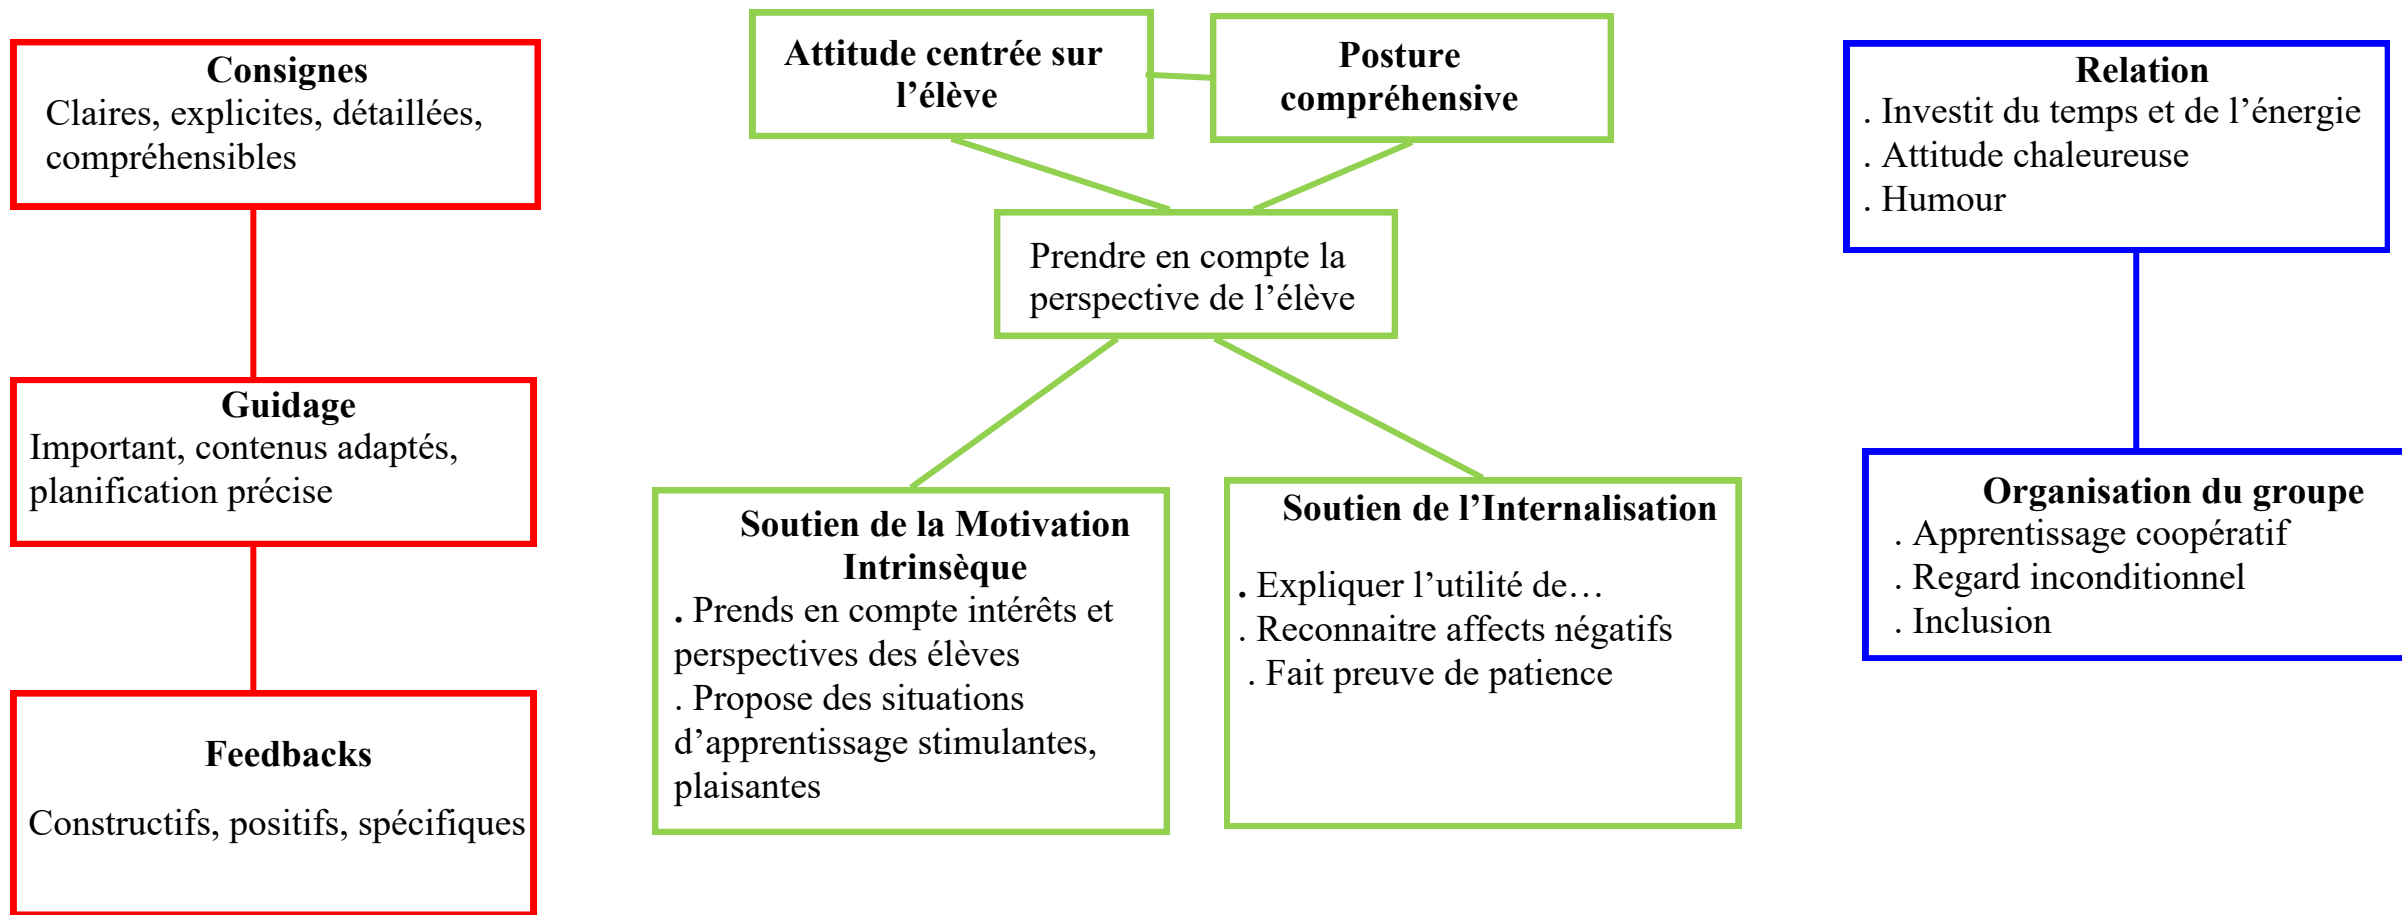 Consignes
Claires, explicites, détaillées,
compréhensibles
Guidage
Important, contenus adaptés,
planification précise
Feedbacks
Constructifs, positifs, spécifiques
Attitude centrée sur
l’élève
Posture
compréhensive
Prendre en compte la
perspective de l’élève
Soutien de la Motivation
Intrinsèque
. Prends en compte intérêts et
perspectives des élèves
. Propose des situations
d’apprentissage stimulantes,
plaisantes
Soutien de l’Internalisation
. Expliquer l’utilité de…
. Reconnaitre affects négatifs
. Fait preuve de patience
Relation
. Investit du temps et de l’énergie
. Attitude chaleureuse
. Humour
Organisation du groupe
. Apprentissage coopératif
. Regard inconditionnel
. Inclusion